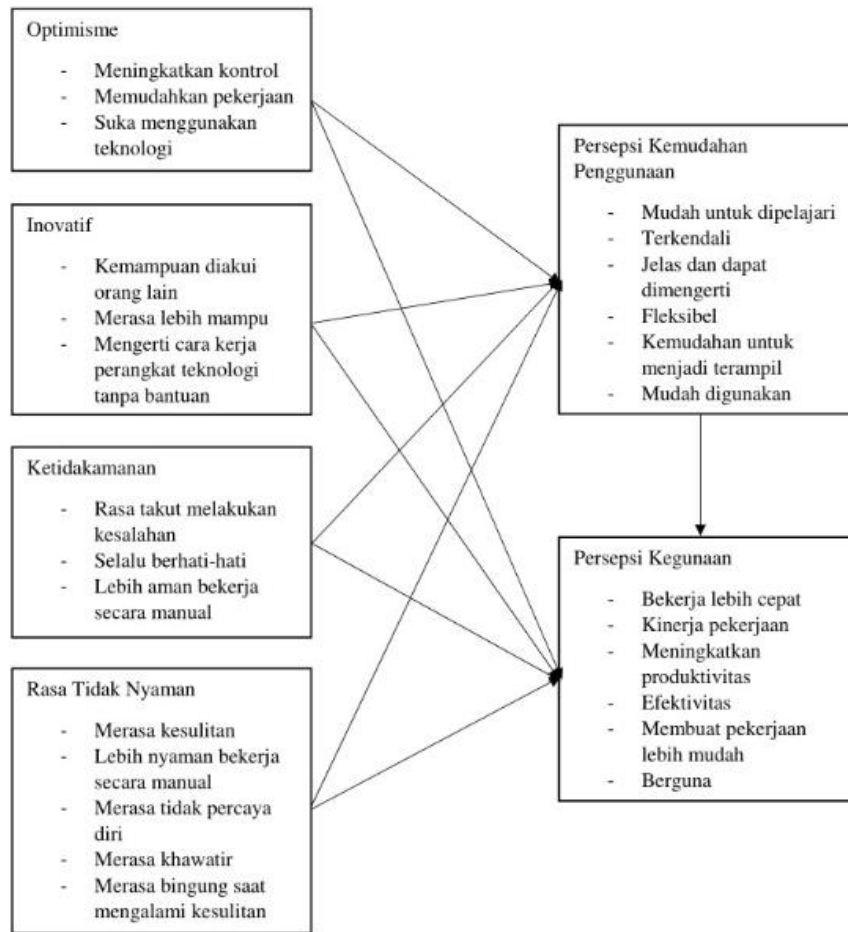 Optimisme
- Meningkatkan kontrol
- Memudahkan pekerjaan
- Suka menggunakan
teknologi
Inovatif
- Kemampuan diakui
orang lain
- Merasa lebih mampu
- Mengerti cara kerja
perangkat teknologi
tanpa bantuan
Ketidakamanan
- Rasa takut melakukan
kesalahan
- Selalu berhati-hati
- Lebih aman bekerja
secara manual
Rasa Tidak Nyaman
- Merasa kesulitan
- Lebih nyaman bekerja
secara manual
- Merasa tidak percaya
diri
- Merasa khawatir
- Merasa bingung saat
mengalami kesulitan
Persepsi Kemudahan
Penggunaan
- Mudah untuk dipelajari
- Terkendali
- Jelas dan dapat
dimengerti
- Fleksibel
- Kemudahan untuk
menjadi terampil
- Mudah digunakan
Persepsi Kegunaan
- Bekerja lebih cepat
- Kinerja pekerjaan
- Meningkatkan
produktivitas
- Efektivitas
- Membuat pekerjaan
lebih mudah
- Berguna